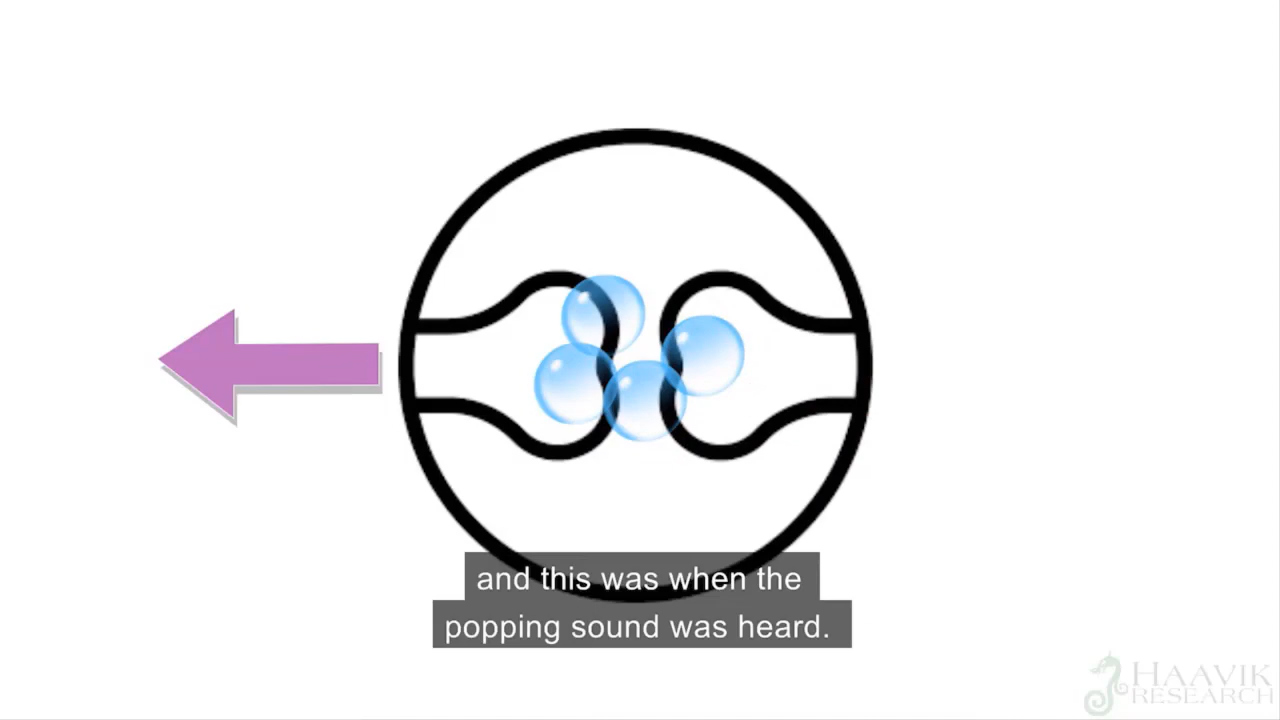 and this was when the
popping sound was heard.
HAAVIK
RESEARCH